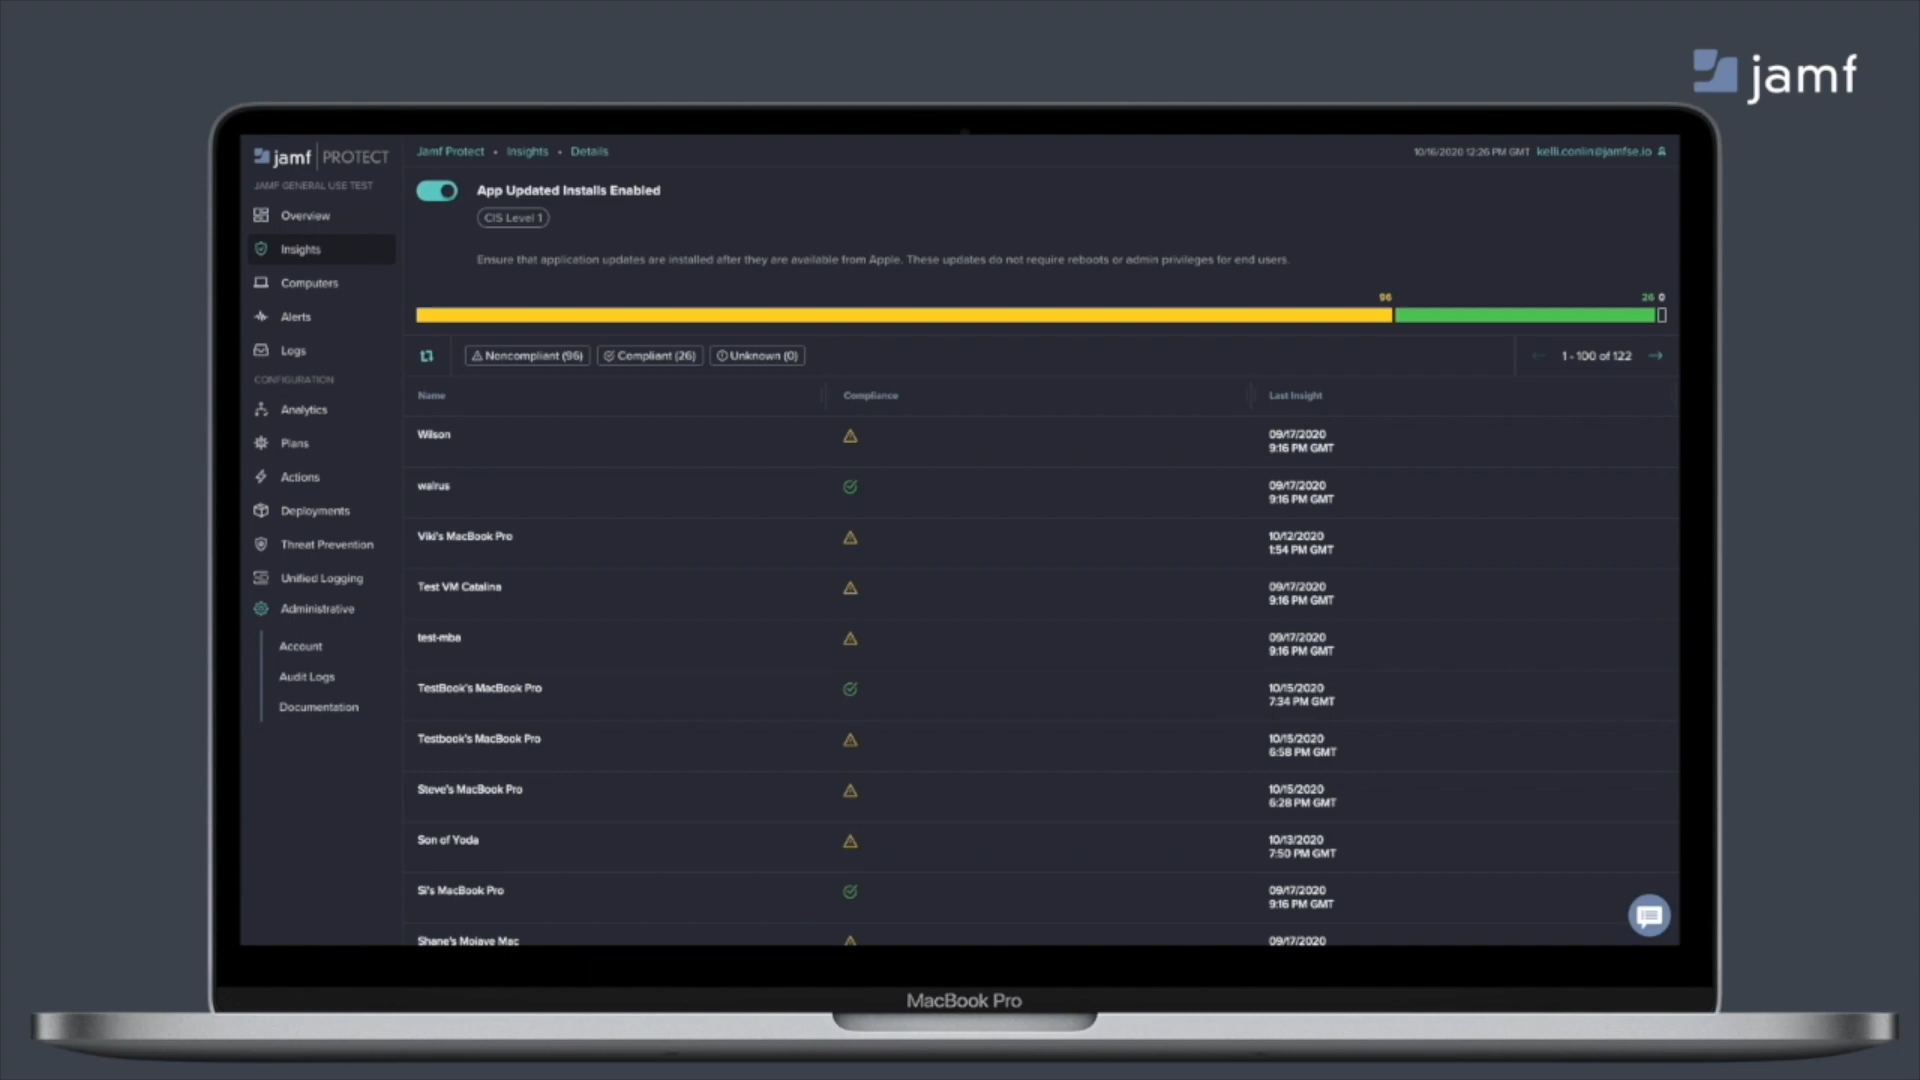 jamf
jamf | PROTECT
JAMF GENERAL USE TEST
Overview
Insights
Computers
Alerts
Logs
CONFIGURATION
Analytics
Plans
Actions
Deployments
Threat Prevention
Unified Logging
Administrative
Account
Audit Logs
Documentation
Jamf Protect • Insights • Details
10/16/2020 12:26 PM GMT kelli.conlin@jamfse.io
App Updated Installs Enabled
CIS Level 1
Ensure that application updates are installed after they are available from Apple. These updates do not require reboots or admin privileges for end users.
96 26 0
Noncompliant (96) Compliant (26) Unknown (0)
1 - 100 of 122
Name Compliance Last Insight
Wilson 09/17/2020
9:16 PM GMT
walrus 09/17/2020
9:16 PM GMT
Viki's MacBook Pro 10/12/2020
1:54 PM GMT
Test VM Catalina 09/17/2020
9:16 PM GMT
test-mba 09/17/2020
9:16 PM GMT
TestBook's MacBook Pro 10/15/2020
7:34 PM GMT
Testbook's MacBook Pro 10/15/2020
6:58 PM GMT
Steve's MacBook Pro 10/15/2020
6:28 PM GMT
Son of Yoda 10/13/2020
7:50 PM GMT
Si's MacBook Pro 09/17/2020
9:16 PM GMT
Shane's Mojave Mac 09/17/2020
MacBook Pro